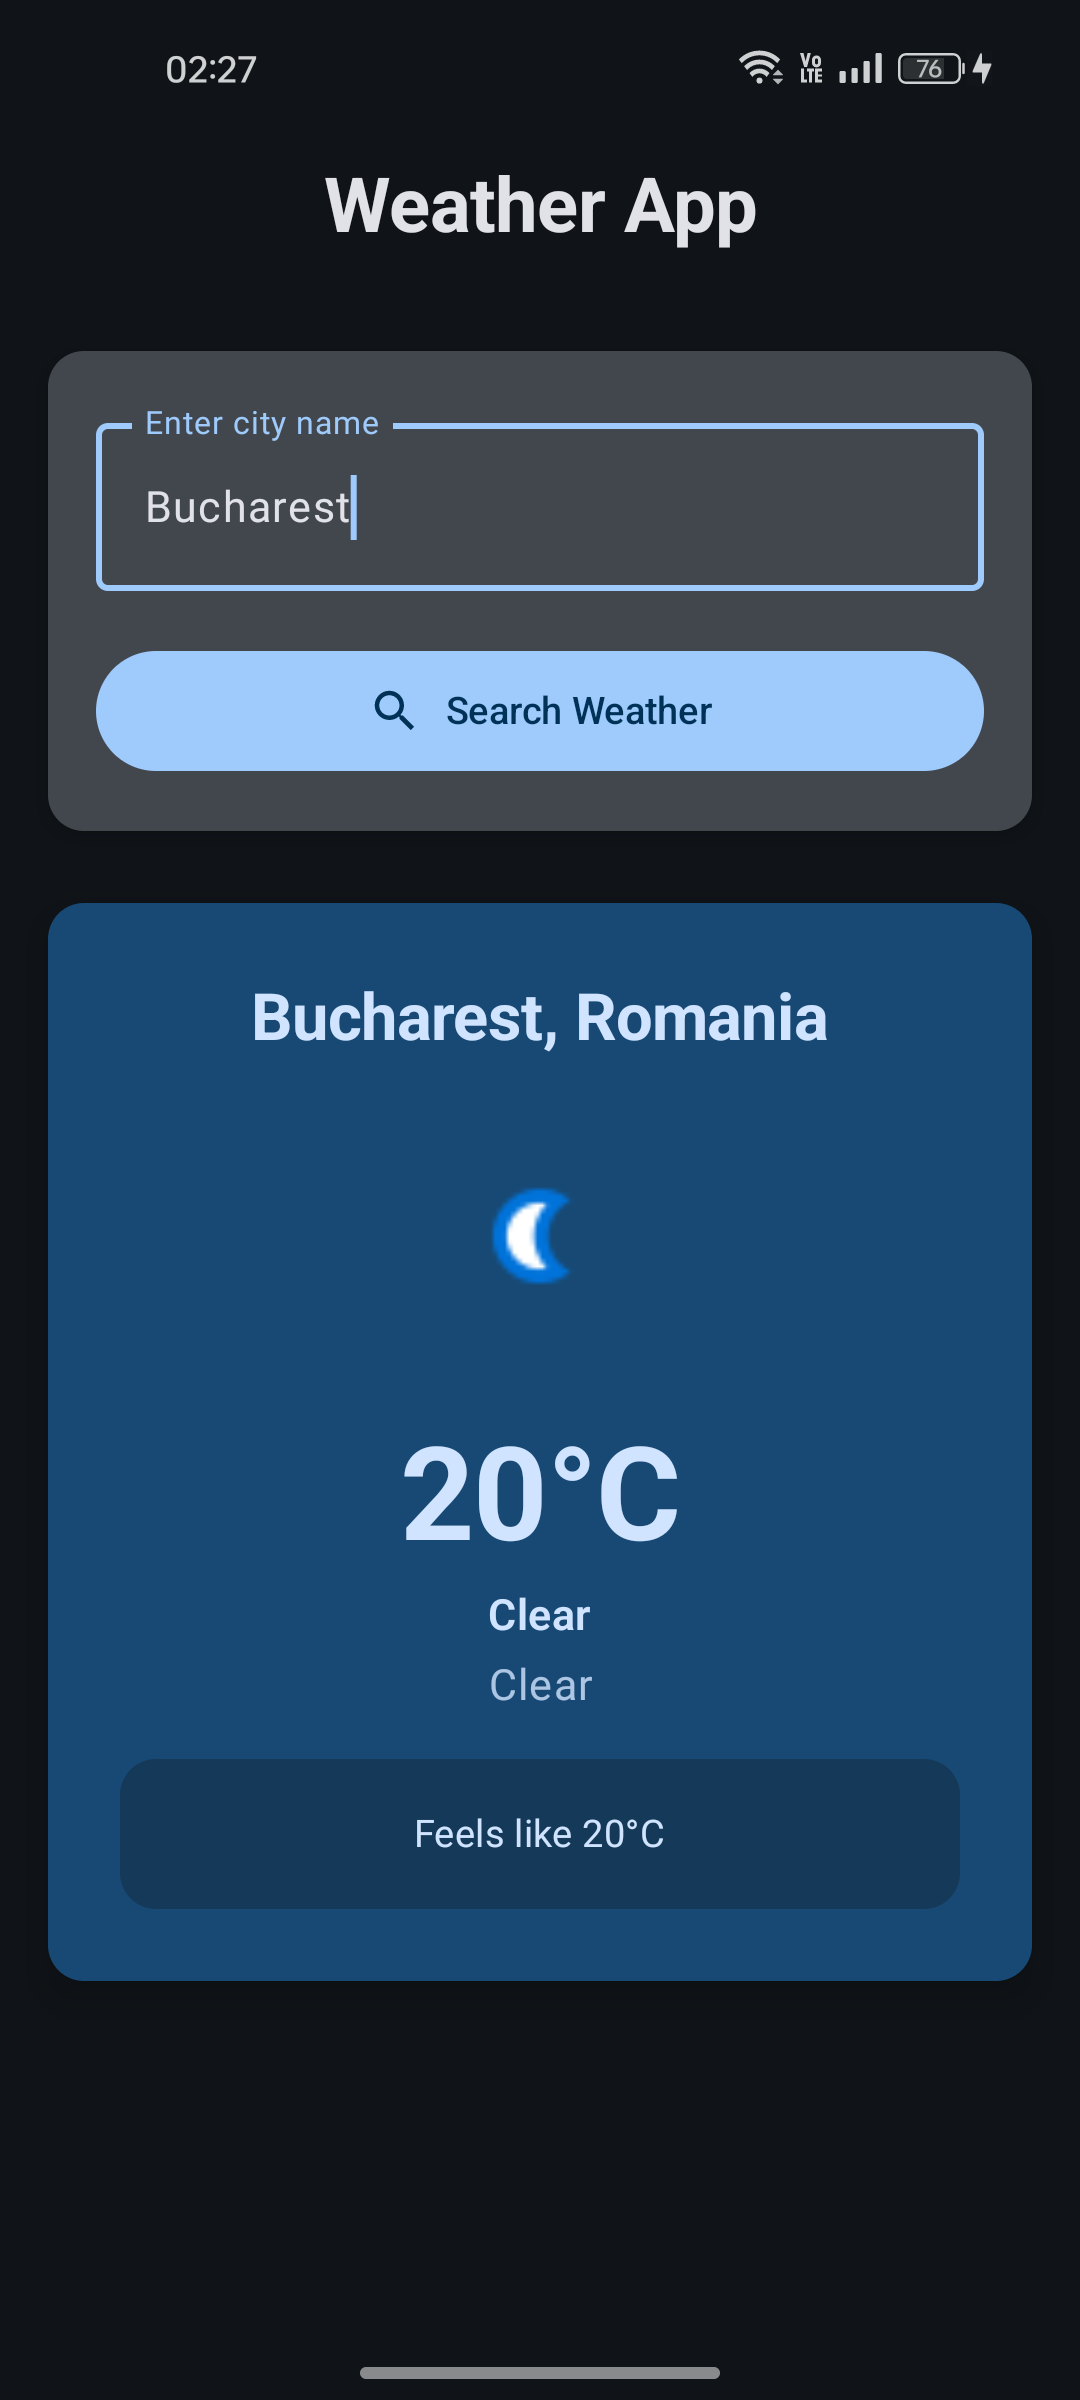 02:27
Vo LTE 76
Weather App
Enter city name
Bucharest
Search Weather
Bucharest, Romania
20°C
Clear
Clear
Feels like 20°C